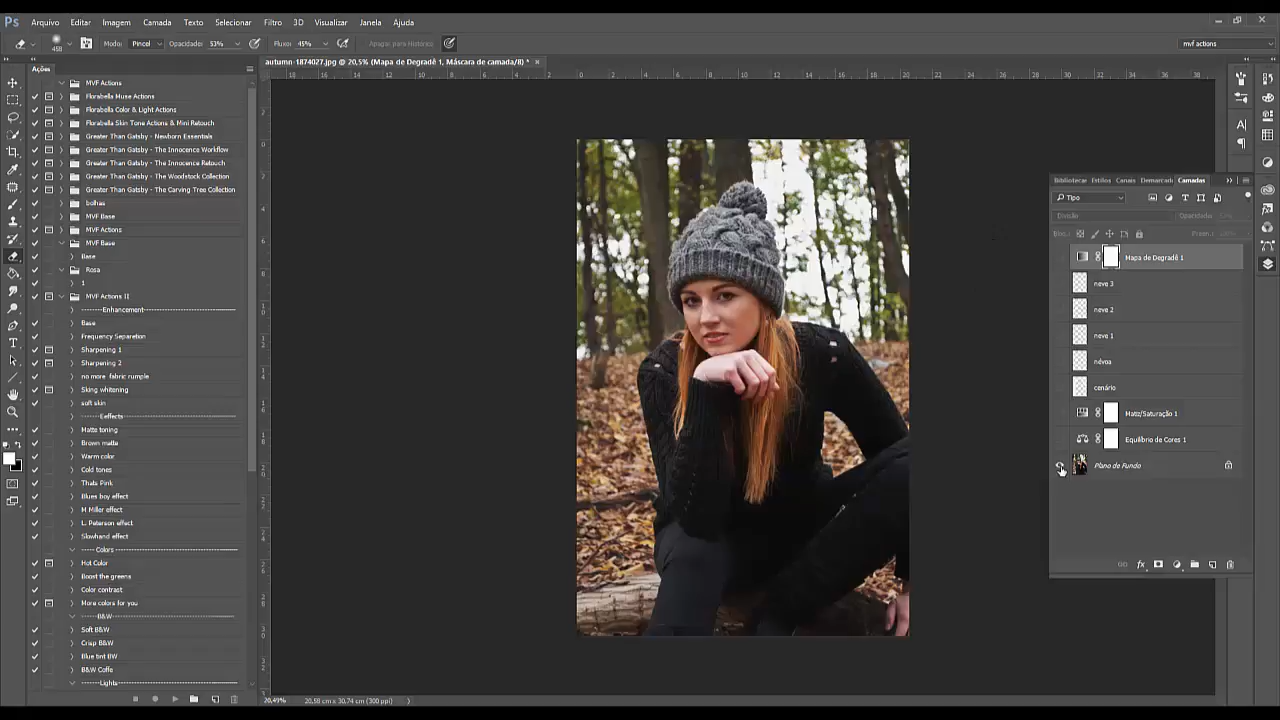 Ps Arquivo Editar Imagem Camada Texto Selecionar Filtro 3D Visualizar Janela Ajuda
458 Modo: Pincel Opacidade: 53% Fluxo: 45% Apagar para Histórico mvf actions
Ações autumn-1874027.jpg @ 20,5% (Mapa de Degradê 1, Máscara de camada/8) *
MVF Actions
Florabella Muse Actions
Florabella Color & Light Actions
Florabella Skin Tone Actions & Mini Retouch
Greater Than Gatsby - Newborn Essentials
Greater Than Gatsby - The Innocence Workflow
Greater Than Gatsby - The Innocence Retouch
Greater Than Gatsby - The Woodstock Collection
Greater Than Gatsby - The Carving Tree Collection
bolhas
MVF Base
MVF Actions
MVF Base
Base
Rosa
1
MVF Actions II
Enhancement
Base
Frequency Separetion
Sharpening 1
Sharpening 2
no more fabric rumple
Sking whitening
soft skin
Eeffects
Matte toning
Brown matta
Warm color
Cold tones
Thats Pink
Blues boy effect
M Miller effect
L. Peterson effect
Slowhand effect
Colors
Hot Color
Boost the greens
Color contrast
More colors for you
B&W
Soft B&W
Crisp B&W
Blue tint BW
B&W Coffe
Lights
Bibliotecar Estilos Canais Demarcad Camadas
Tipo
Divisão Opacidade:
Mapa de Degradê 1
neve 3
neve 2
neve 1
névoa
cenário
Matiz/Saturação 1
Equilíbrio de Cores 1
Plano de Fundo
fx
20,49% 20,58 cm x 30,74 cm (300 ppi)